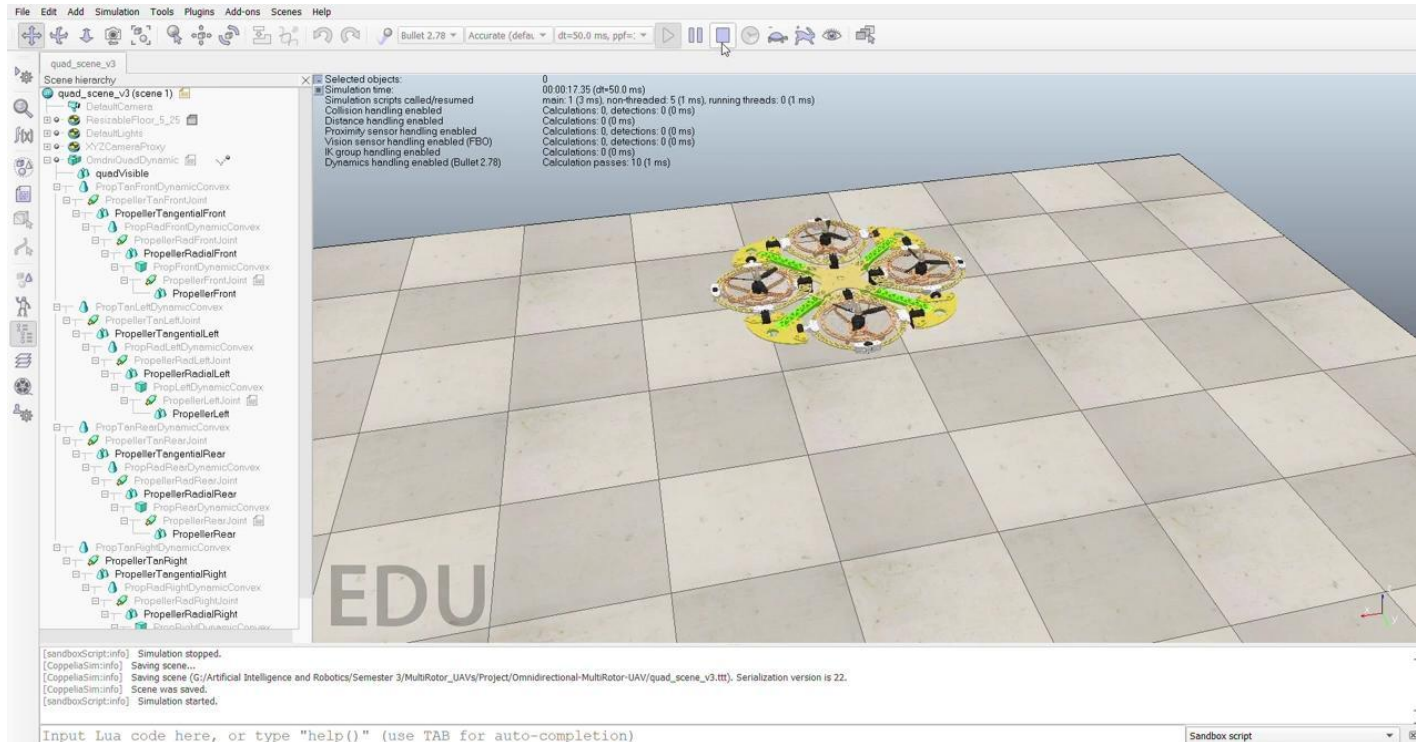 File Edit Add Simulation Tools Plugins Add-ons Scenes Help
Bullet 2.78 Accurate (defau dt=50.0 ms, ppf=
quad_scene_v3
Scene hierarchy
quad_scene_v3 (scene 1)
DefaultCamera
ResizableFloor_5_25
DefaultLights
XYZCameraProxy
OmdniQuadDynamic
quadVisible
PropTanFrontDynamicConvex
PropellerTanFrontJoint
PropellerTangentialFront
PropRadFrontDynamicConvex
PropellerRadFrontJoint
PropellerRadialFront
PropFrontDynamicConvex
PropellerFrontJoint
PropellerFront
PropTanLeftDynamicConvex
PropellerTanLeftJoint
PropellerTangentialLeft
PropRadLeftDynamicConvex
PropellerRadLeftJoint
PropellerRadialLeft
PropLeftDynamicConvex
PropellerLeftJoint
PropellerLeft
PropTanRearDynamicConvex
PropellerTanRearJoint
PropellerTangentialRear
PropRadRearDynamicConvex
PropellerRadRearJoint
PropellerRadialRear
PropRearDynamicConvex
PropellerRearJoint
PropellerRear
PropTanRightDynamicConvex
PropellerTanRight
PropellerTangentialRight
PropRadRightDynamicConvex
PropellerRadRightJoint
PropellerRadialRight
PropRightDynamicConvex
Selected objects: 0
Simulation time: 00:00:17.35 (dt=50.0 ms)
Simulation scripts called/resumed main: 1 (3 ms), non-threaded: 5 (1 ms), running threads: 0 (1 ms)
Collision handling enabled Calculations: 0, detections: 0 (0 ms)
Distance handling enabled Calculations: 0 (0 ms)
Proximity sensor handling enabled Calculations: 0, detections: 0 (0 ms)
Vision sensor handling enabled (FBO) Calculations: 0, detections: 0 (0 ms)
IK group handling enabled Calculations: 0 (0 ms)
Dynamics handling enabled (Bullet 2.78) Calculation passes: 10 (1 ms)
EDU
[sandboxScript:info] Simulation stopped.
[CoppeliaSim:info] Saving scene...
[CoppeliaSim:info] Saving scene (G:/Artificial Intelligence and Robotics/Semester 3/MultiRotor_UAVs/Project/Omnidirectional-MultiRotor-UAV/quad_scene_v3.ttt). Serialization version is 22.
[CoppeliaSim:info] Scene was saved.
[sandboxScript:info] Simulation started.
Input Lua code here, or type "help()" (use TAB for auto-completion)
Sandbox script